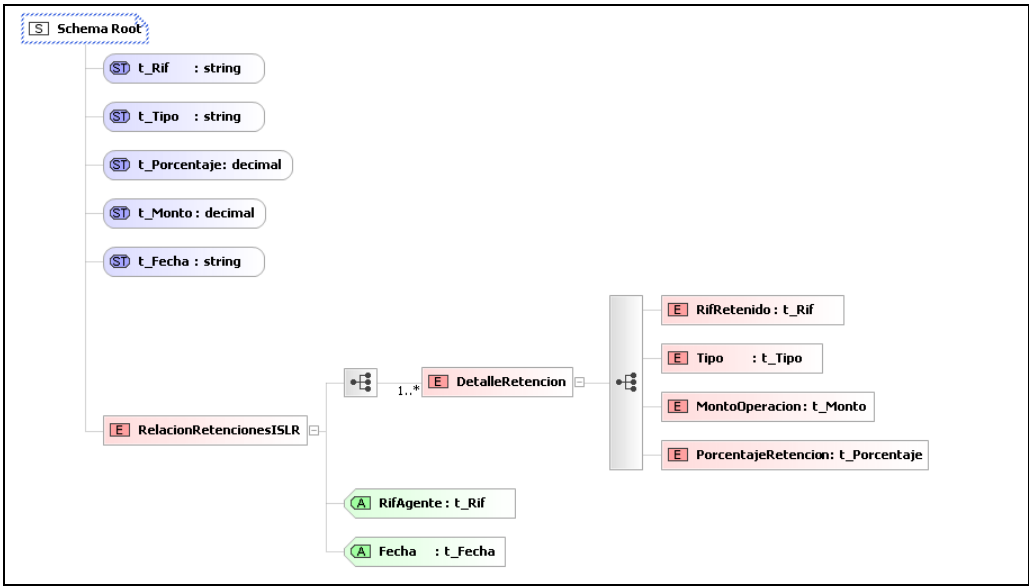 S Schema Root
ST t_Rif : string
ST t_Tipo : string
ST t_Porcentaje: decimal
ST t_Monto : decimal
ST t_Fecha : string
E RifRetenido : t_Rif
E Tipo : t_Tipo
1..* E DetalleRetencion
E MontoOperacion: t_Monto
E RelacionRetencionesISLR
E PorcentajeRetencion: t_Porcentaje
A RifAgente : t_Rif
A Fecha : t_Fecha